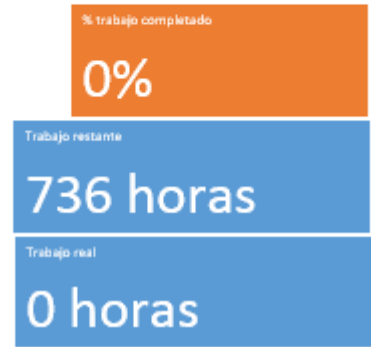 % trabajo completado
0%
Trabajo restante
736 horas
Trabajo real
0 horas